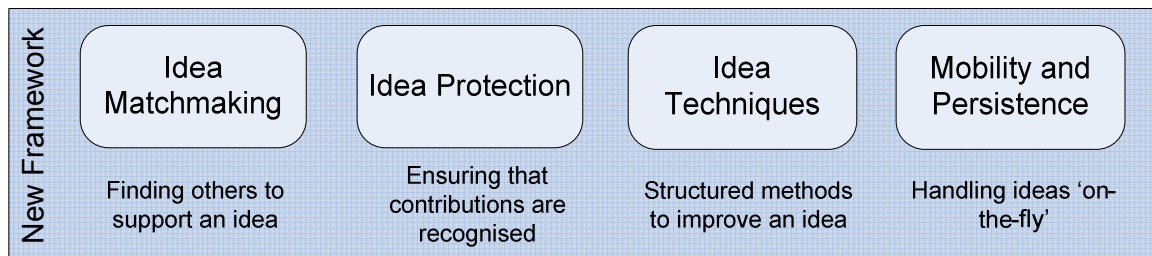 New Framework
Idea
Matchmaking
Finding others to
support an idea
Idea Protection
Ensuring that
contributions are
recognised
Idea
Techniques
Structured methods
to improve an idea
Mobility and
Persistence
Handling ideas ‘on-
the-fly’